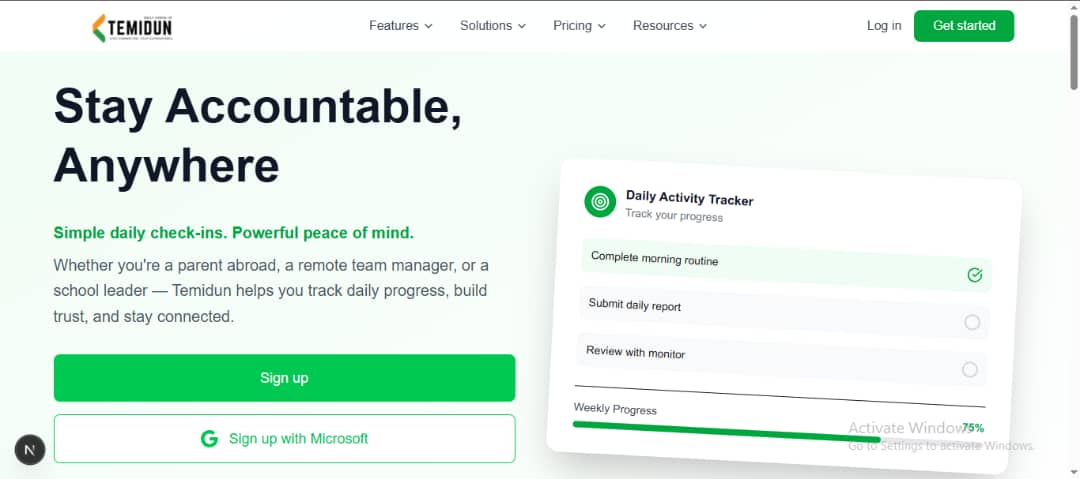 TEMIDUN
Features
Solutions
Pricing
Resources
Log in
Get started
Stay Accountable,
Anywhere
Simple daily check-ins. Powerful peace of mind.
Whether you're a parent abroad, a remote team manager, or a
school leader — Temidun helps you track daily progress, build
trust, and stay connected.
Sign up
G Sign up with Microsoft
N
Daily Activity Tracker
Track your progress
Complete morning routine
Submit daily report
Review with monitor
Weekly Progress
75%
Activate Windows
Go to Settings to activate Windows.